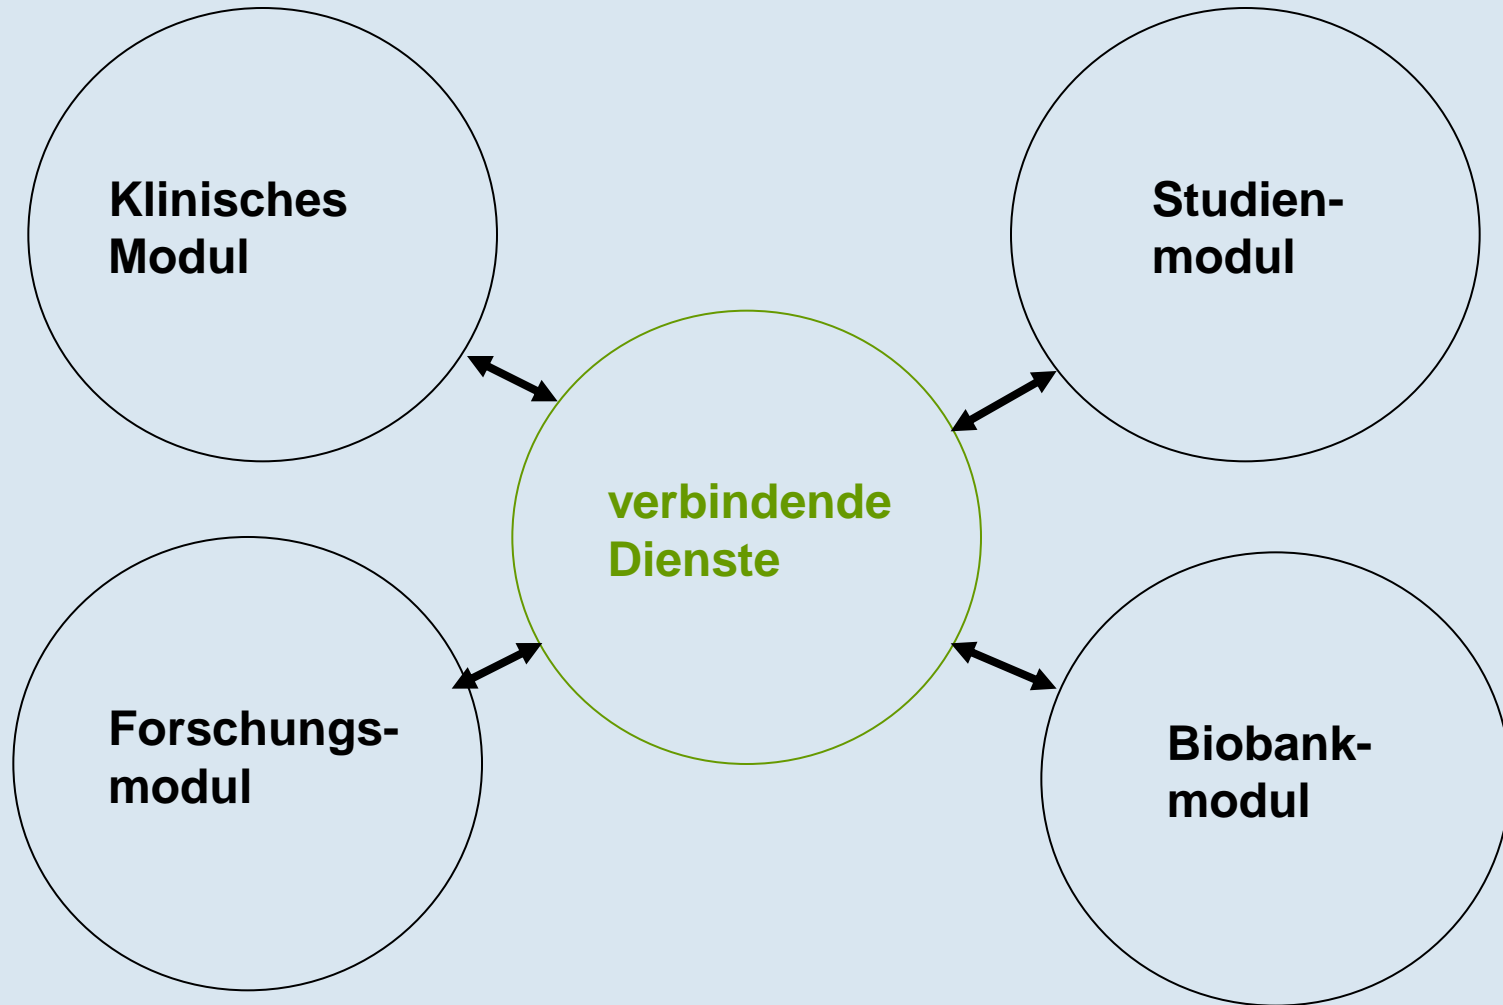 Klinisches
Modul
Studien-
modul
verbindende
Dienste
Forschungs-
modul
Biobank-
modul